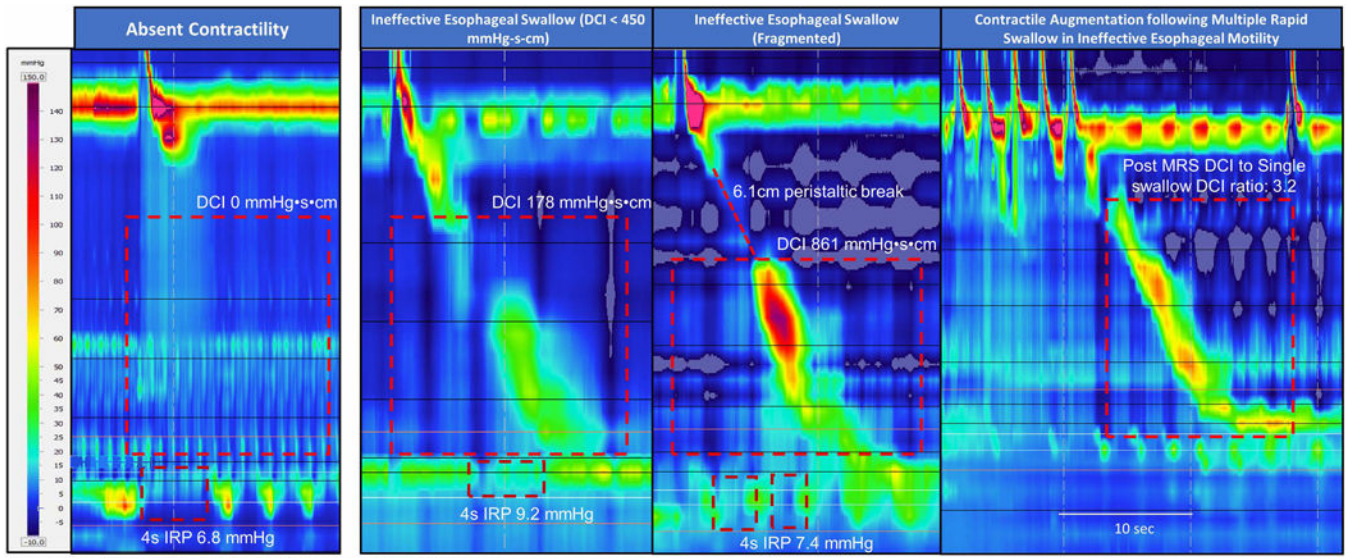 Absent Contractility
Ineffective Esophageal Swallow (DCI < 450
mmHg-s-cm)
Ineffective Esophageal Swallow
(Fragmented)
Contractile Augmentation following Multiple Rapid
Swallow in Ineffective Esophageal Motility
mmHg
150.0
140
130
120
110
100
90
80
70
60
50
45
40
35
30
25
20
15
10
5
0
-5
-10.0
DCI 0 mmHg•s•cm
4s IRP 6.8 mmHg
DCI 178 mmHg•s•cm
4s IRP 9.2 mmHg
6.1cm peristaltic break
DCI 861 mmHg•s•cm
4s IRP 7.4 mmHg
Post MRS DCI to Single
swallow DCI ratio: 3.2
10 sec